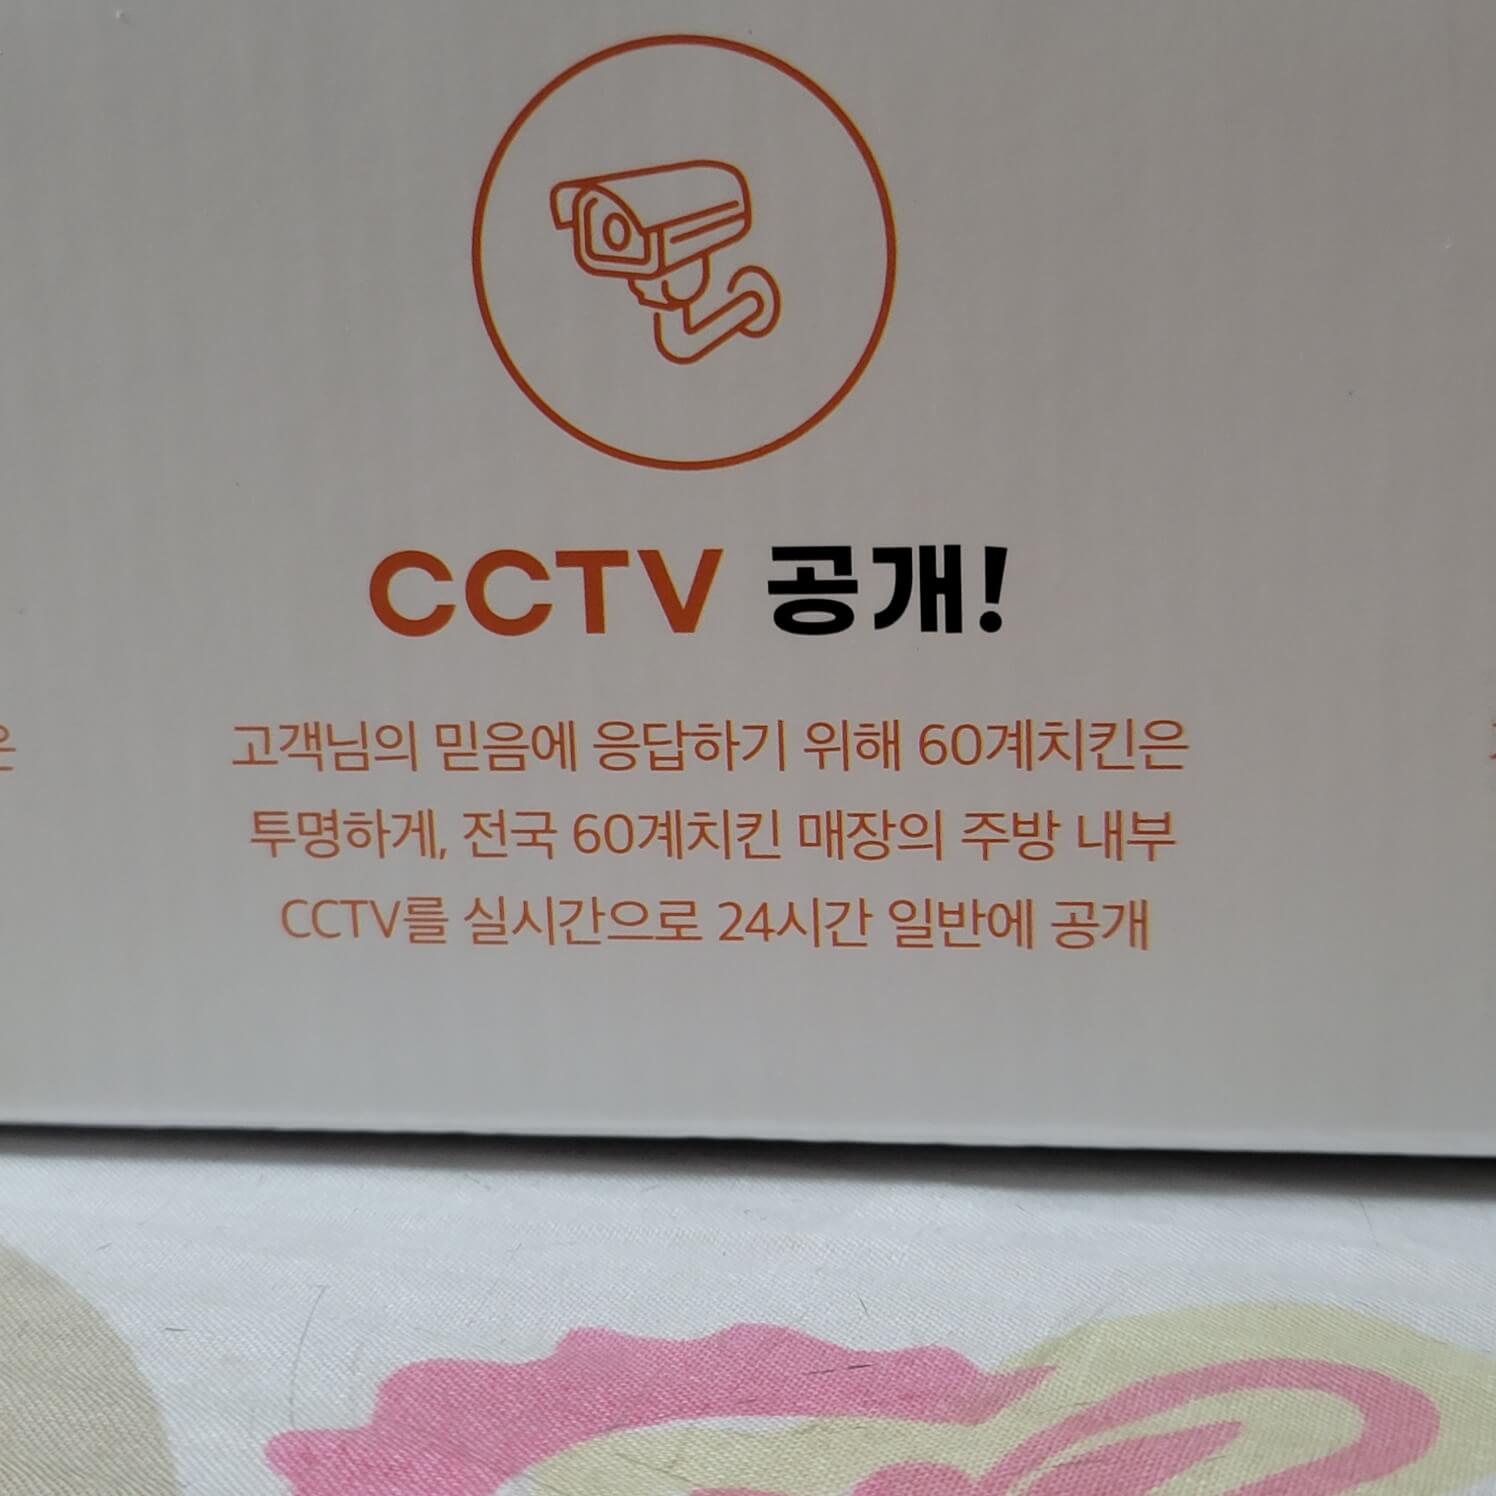 CCTV 공개!
고객님의 믿음에 응답하기 위해 60계치킨은
투명하게, 전국 60계치킨 매장의 주방 내부
CCTV를 실시간으로 24시간 일반에 공개